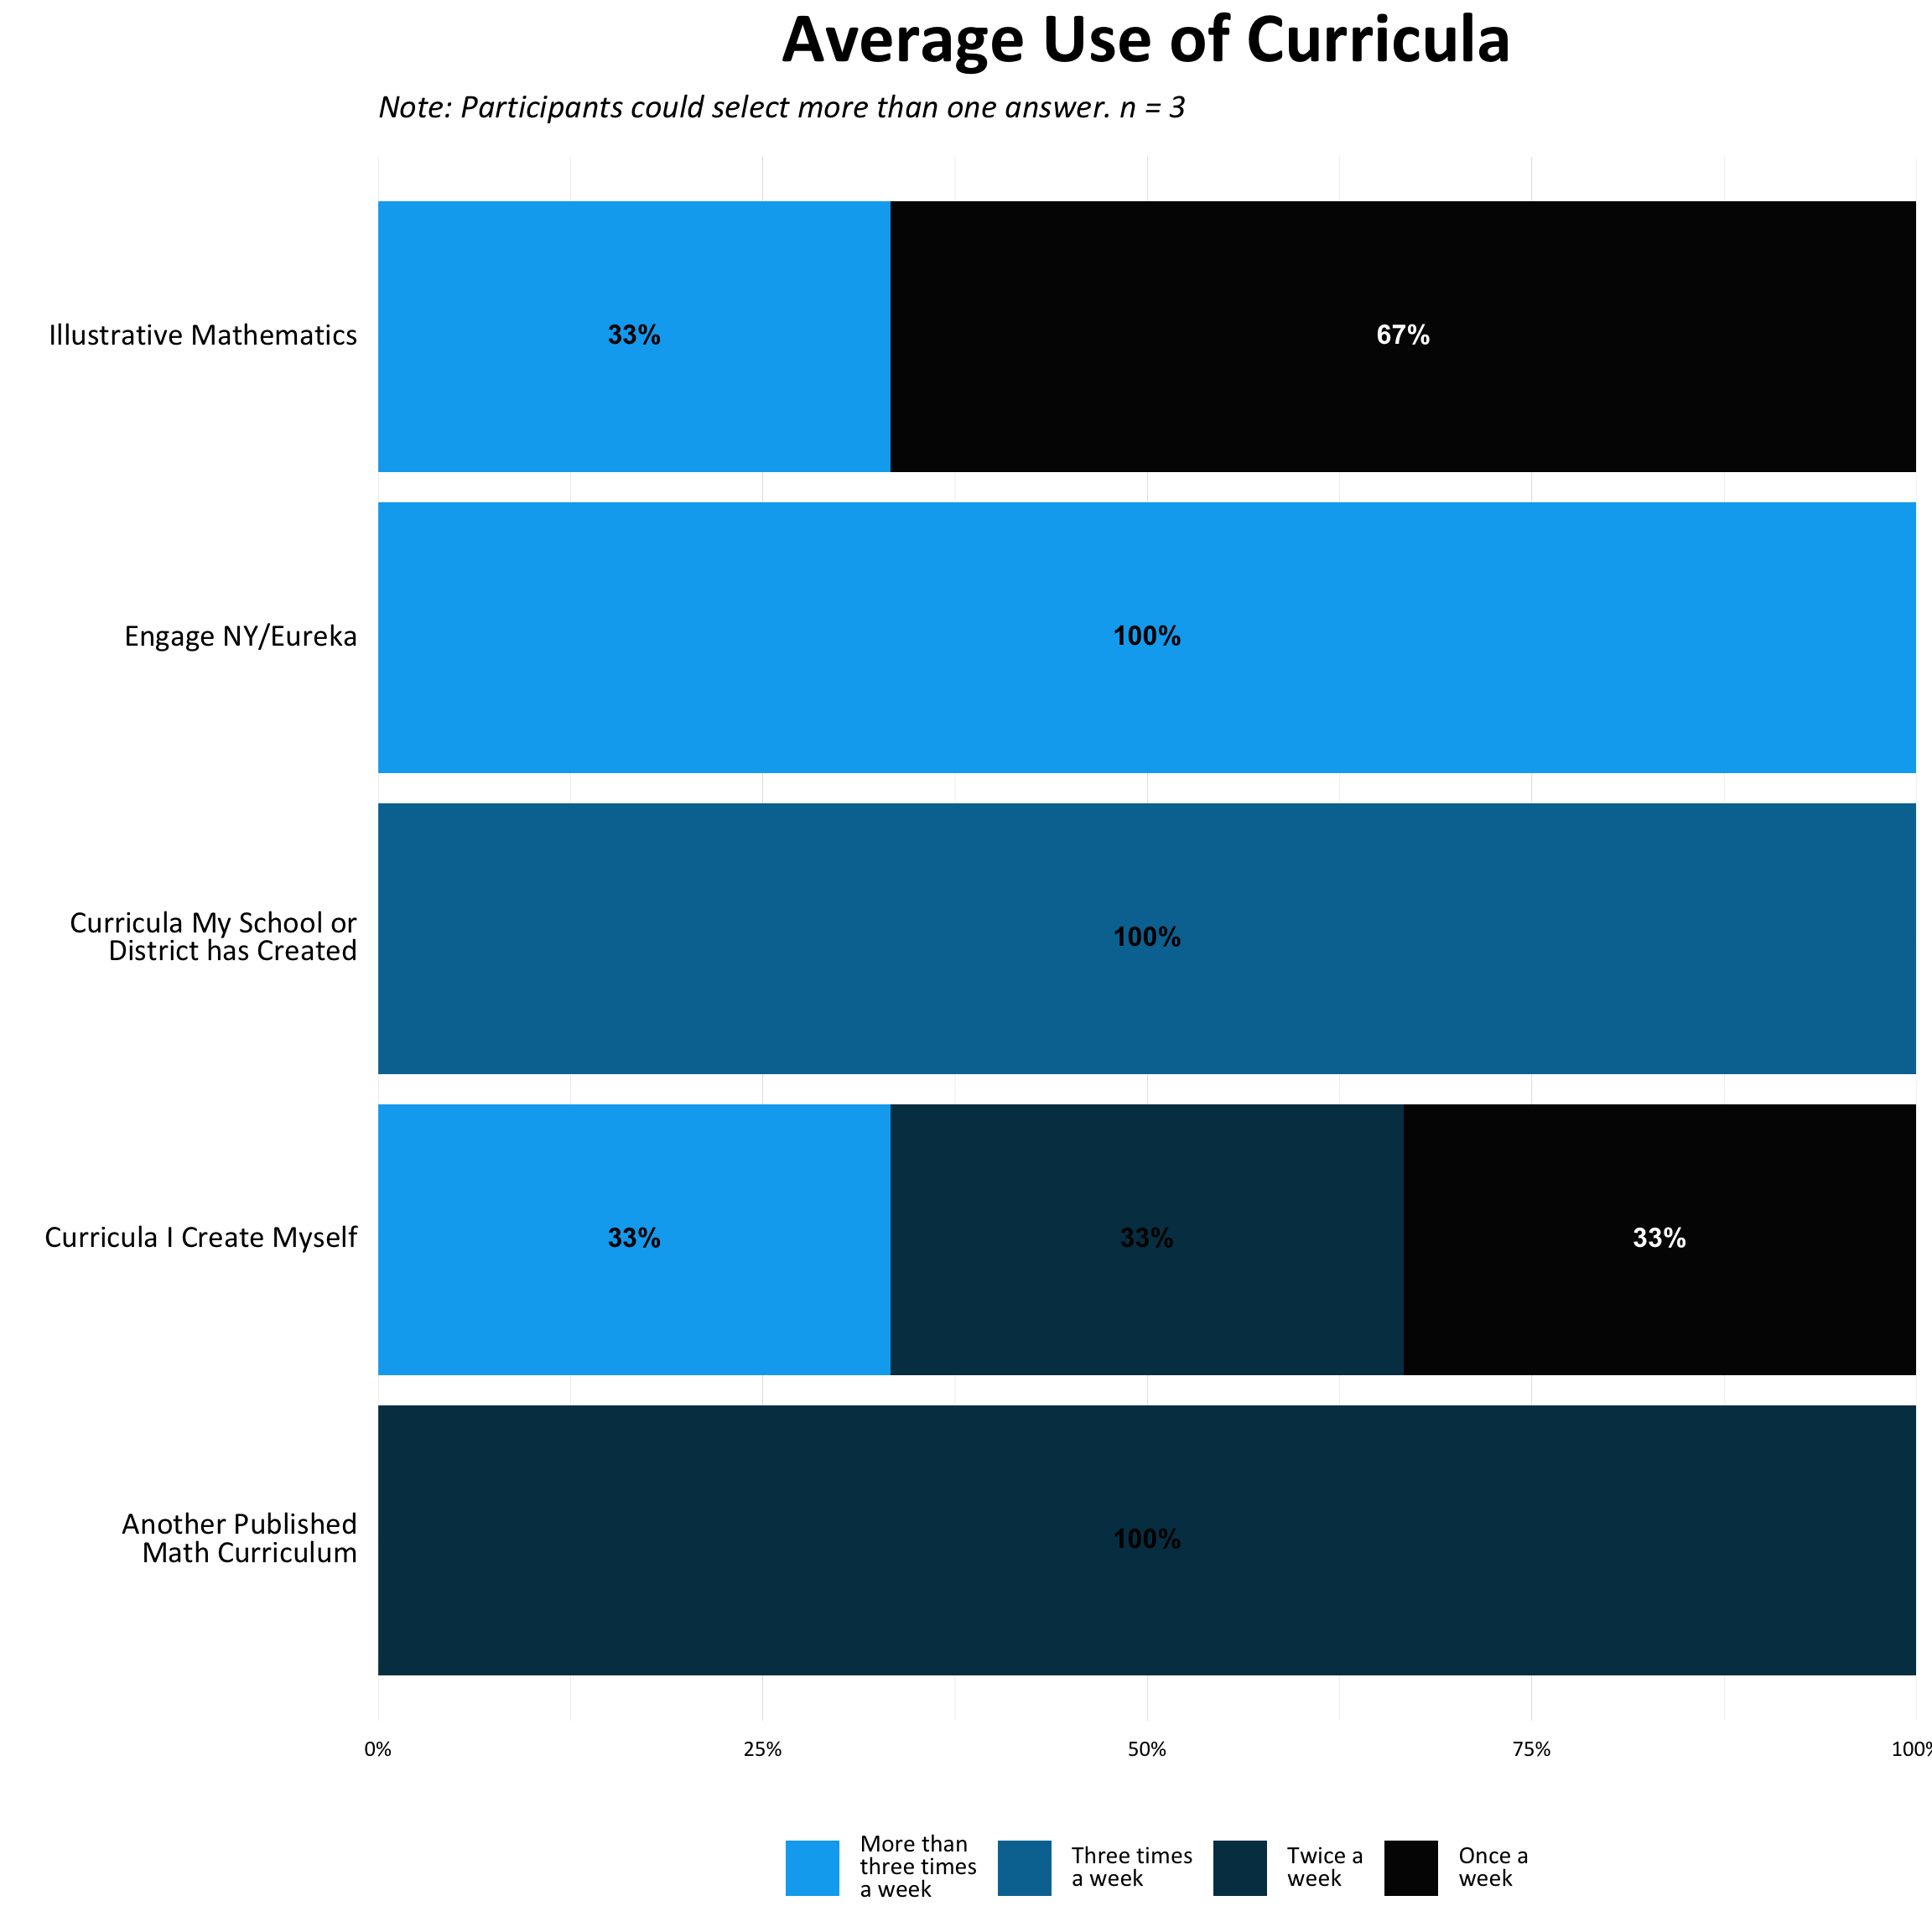 Average Use of Curricula
Note: Participants could select more than one answer. n = 3
Illustrative Mathematics
33%
67%
Engage NY/Eureka
100%
Curricula My School or
District has Created
100%
Curricula I Create Myself
33%
33%
33%
Another Published
Math Curriculum
100%
0%
25%
50%
75%
100%
More than
three times
a week
Three times
a week
Twice a
week
Once a
week